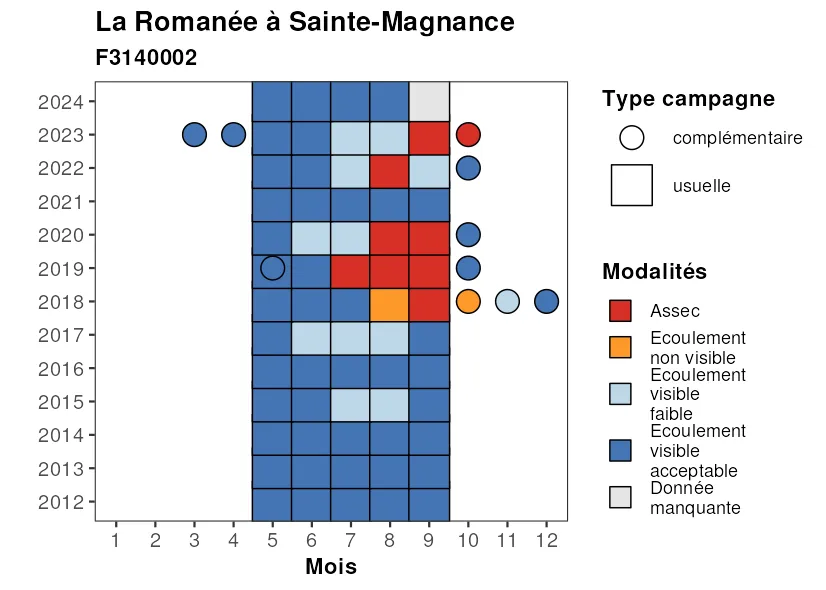 La Romanée à Sainte-Magnance
F3140002
2024
2023
2022
2021
2020
2019
2018
2017
2016
2015
2014
2013
2012
1 2 3 4 5 6 7 8 9 10 11 12
Mois
Type campagne
complémentaire
usuelle
Modalités
Assec
Ecoulement
non visible
Ecoulement
visible
faible
Ecoulement
visible
acceptable
Donnée
manquante